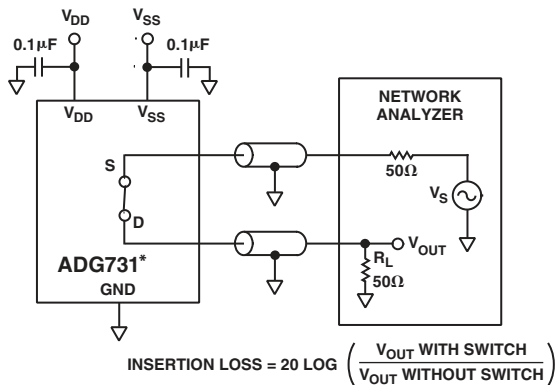 VDD
VSS
0.1µF
0.1µF
VDD
VSS
NETWORK
ANALYZER
S
50Ω
VS
D
VOUT
RL
50Ω
ADG731*
GND
INSERTION LOSS = 20 LOG ( VOUT WITH SWITCH
VOUT WITHOUT SWITCH )